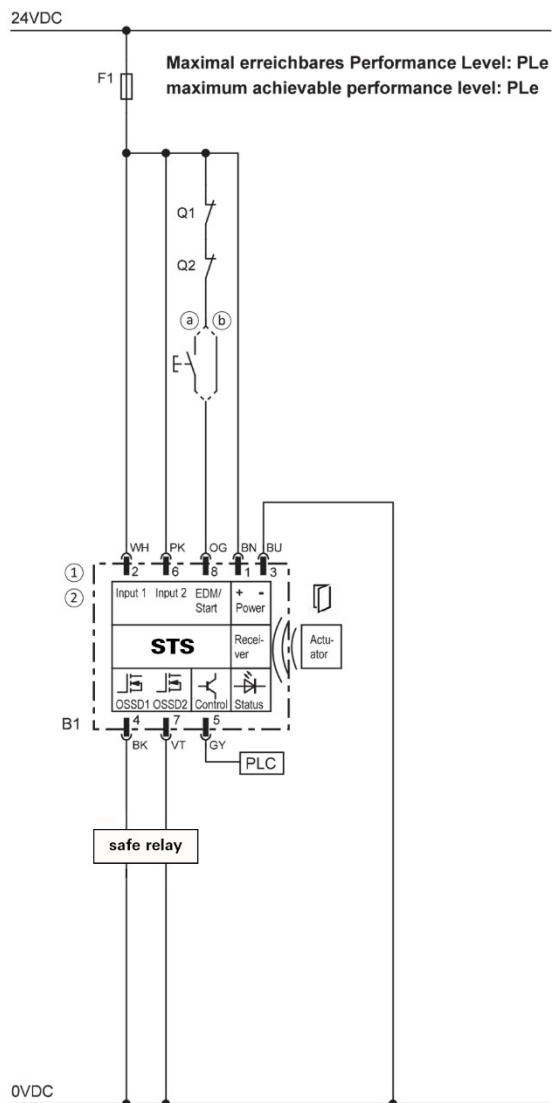 24VDC
Maximal erreichbares Performance Level: PLe
maximum achievable performance level: PLe
F1
Q1
Q2
a b
WH PK OG BN BU
1 2 6 8 1 3
2 Input 1 Input 2 EDM/ + -
Start Power
STS Recei- Actu-
ver ator
OSSD1 OSSD2 Control Status
B1 4 7 5
BK VT GY
PLC
safe relay
0VDC